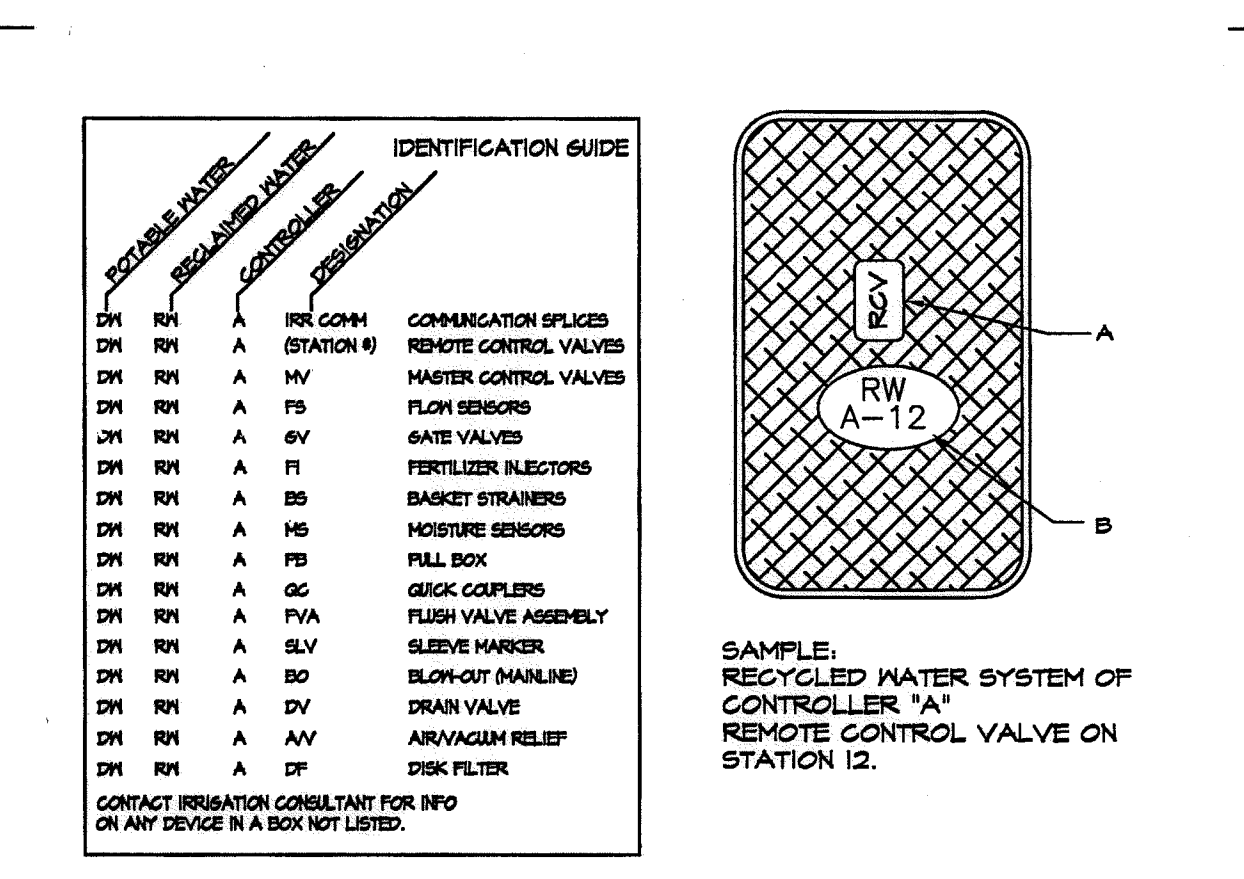 IDENTIFICATION GUIDE
POTABLE WATER
RECLAIMED WATER
CONTROLLER
DESIGNATION
DW RW A IRR COMM COMMUNICATION SPLICES
DW RW A (STATION #) REMOTE CONTROL VALVES
DW RW A MV MASTER CONTROL VALVES
DW RW A FS FLOW SENSORS
DW RW A GV GATE VALVES
DW RW A FI FERTILIZER INJECTORS
DW RW A BS BASKET STRAINERS
DW RW A MS MOISTURE SENSORS
DW RW A PB PULL BOX
DW RW A QC QUICK COUPLERS
DW RW A FVA FLUSH VALVE ASSEMBLY
DW RW A SLV SLEEVE MARKER
DW RW A BO BLOW-OUT (MAINLINE)
DW RW A DV DRAIN VALVE
DW RW A A/V AIR/VACUUM RELIEF
DW RW A DF DISK FILTER
CONTACT IRRIGATION CONSULTANT FOR INFO
ON ANY DEVICE IN A BOX NOT LISTED.
RCV
A
RW
A-12
B
SAMPLE:
RECYCLED WATER SYSTEM OF
CONTROLLER "A"
REMOTE CONTROL VALVE ON
STATION 12.